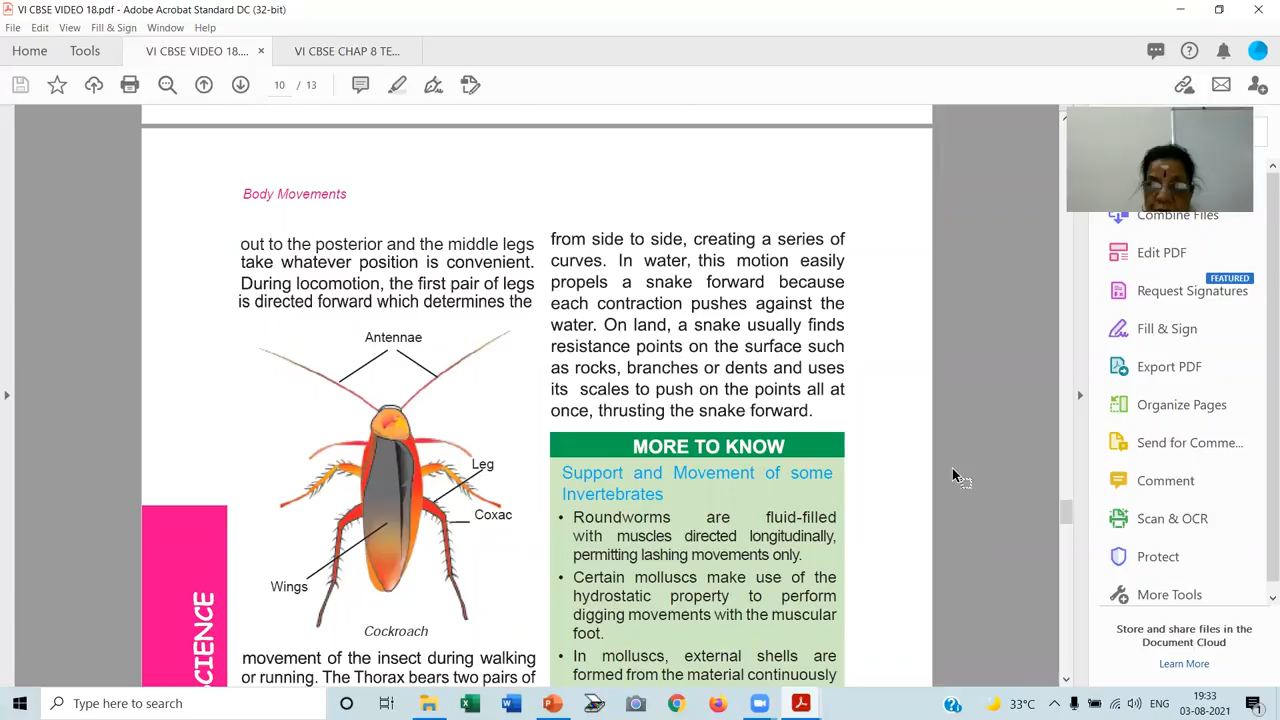 VI CBSE VIDEO 18.pdf - Adobe Acrobat Standard DC (32-bit)
File Edit View Fill & Sign Window Help
Home Tools VI CBSE VIDEO 18.... × VI CBSE CHAP 8 TE...
10 / 13
Body Movements
out to the posterior and the middle legs
take whatever position is convenient.
During locomotion, the first pair of legs
is directed forward which determines the
Antennae
Leg
Coxac
Wings
Cockroach
movement of the insect during walking
or running. The Thorax bears two pairs of
SCIENCE
from side to side, creating a series of
curves. In water, this motion easily
propels a snake forward because
each contraction pushes against the
water. On land, a snake usually finds
resistance points on the surface such
as rocks, branches or dents and uses
its scales to push on the points all at
once, thrusting the snake forward.
MORE TO KNOW
Support and Movement of some
Invertebrates
• Roundworms are fluid-filled
with muscles directed longitudinally,
permitting lashing movements only.
• Certain molluscs make use of the
hydrostatic property to perform
digging movements with the muscular
foot.
• In molluscs, external shells are
formed from the material continuously
Combine Files
Edit PDF
FEATURED
Request Signatures
Fill & Sign
Export PDF
Organize Pages
Send for Comme...
Comment
Scan & OCR
Protect
More Tools
Store and share files in the
Document Cloud
Learn More
Type here to search
33°C
ENG
19:33
03-08-2021